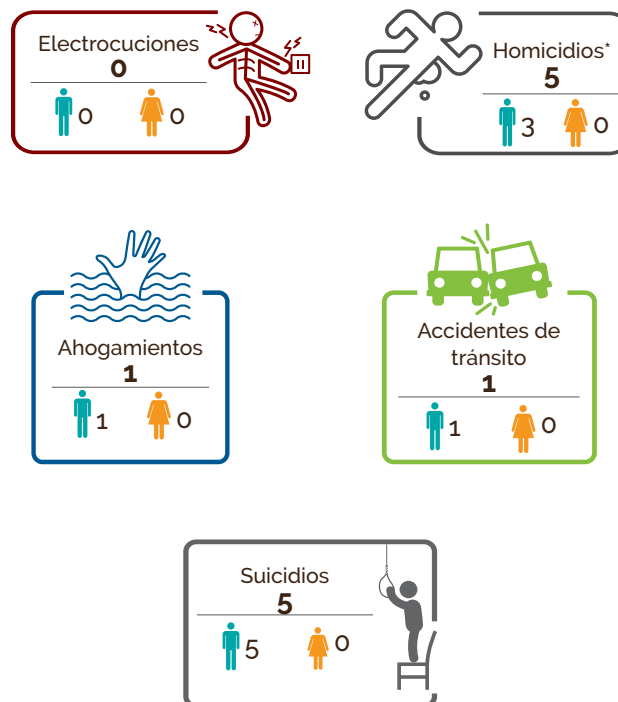 Electrocuciones
0
0 0
Homicidios*
5
3 0
Ahogamientos
1
1 0
Accidentes de
tránsito
1
1 0
Suicidios
5
5 0